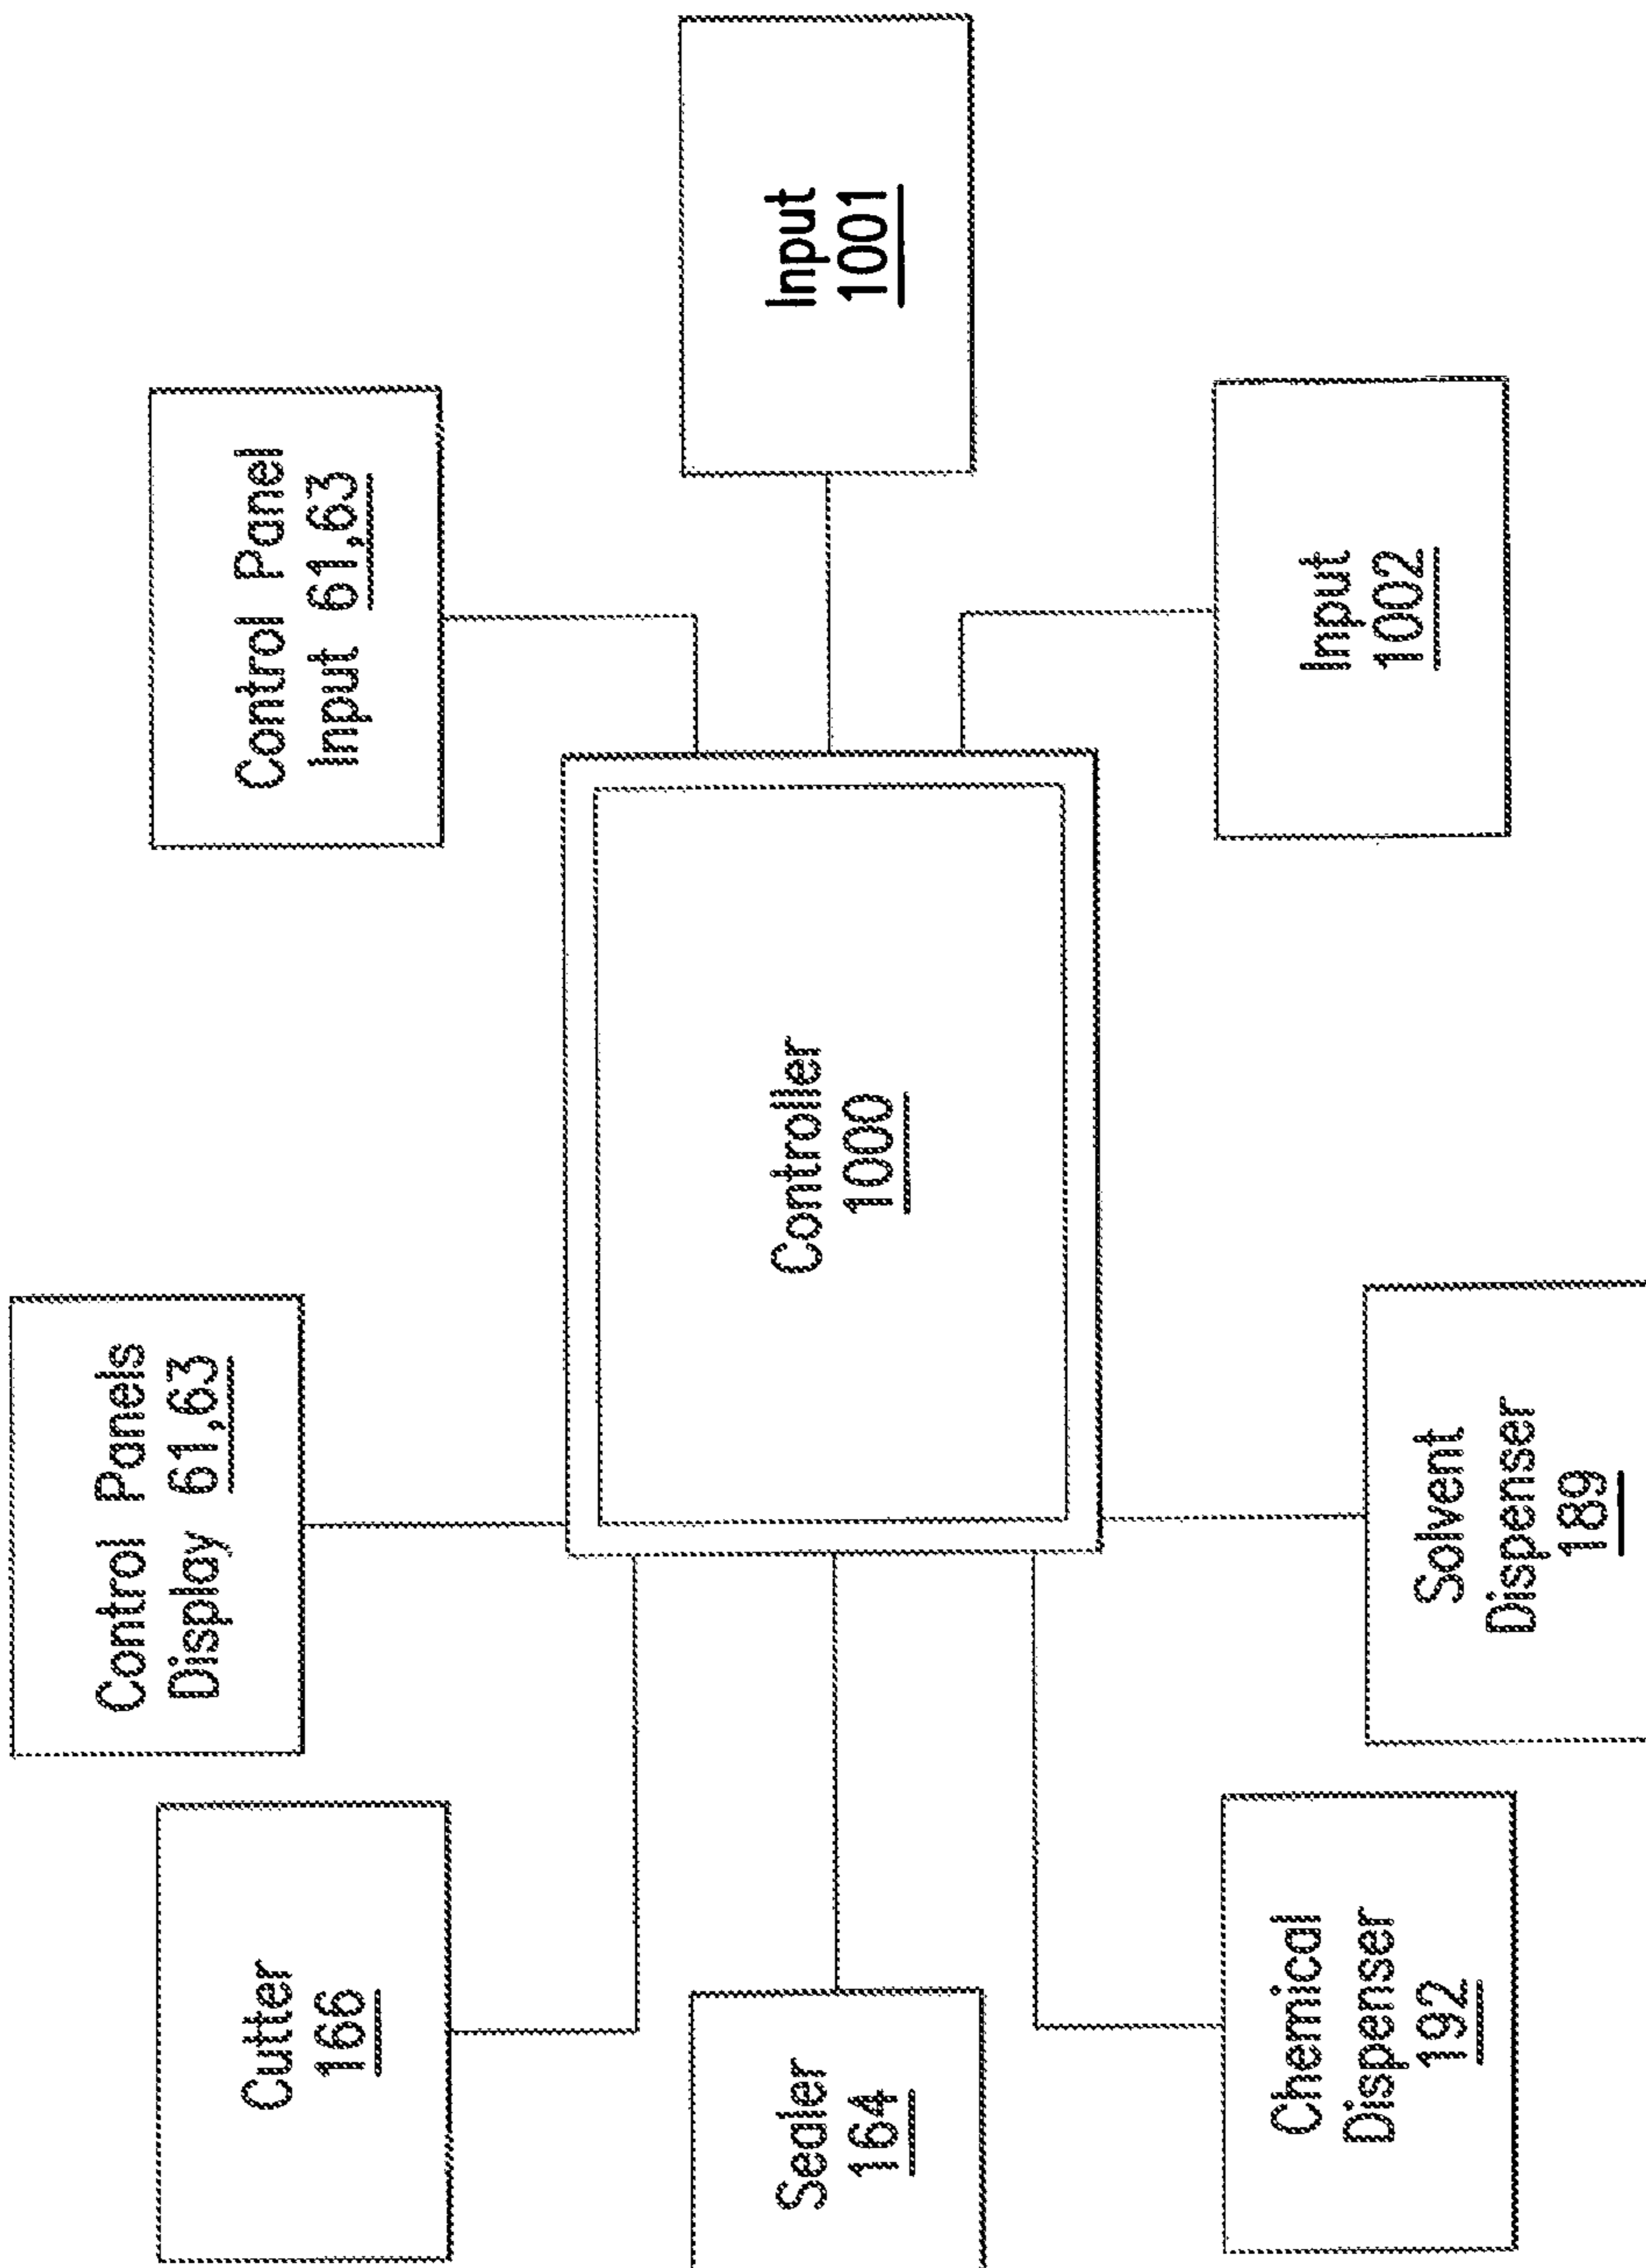 Control Panels
Display 61,63
Control Panel
Input 61,63
Cutter
166
Sealer
164
Controller
1000
Input
1001
Chemical
Dispenser
192
Solvent
Dispenser
189
Input
1002